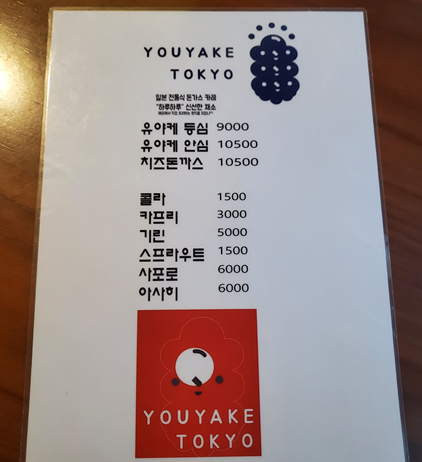 YOUYAKE
TOKYO
일본 전통식 돈가스 카레
"하루하루" 신선한 채소
유야케 등심 9000
유야케 안심 10500
치즈돈까스 10500
콜라 1500
카프리 3000
기린 5000
스프라우트 1500
사포로 6000
아사히 6000
YOUYAKE
TOKYO